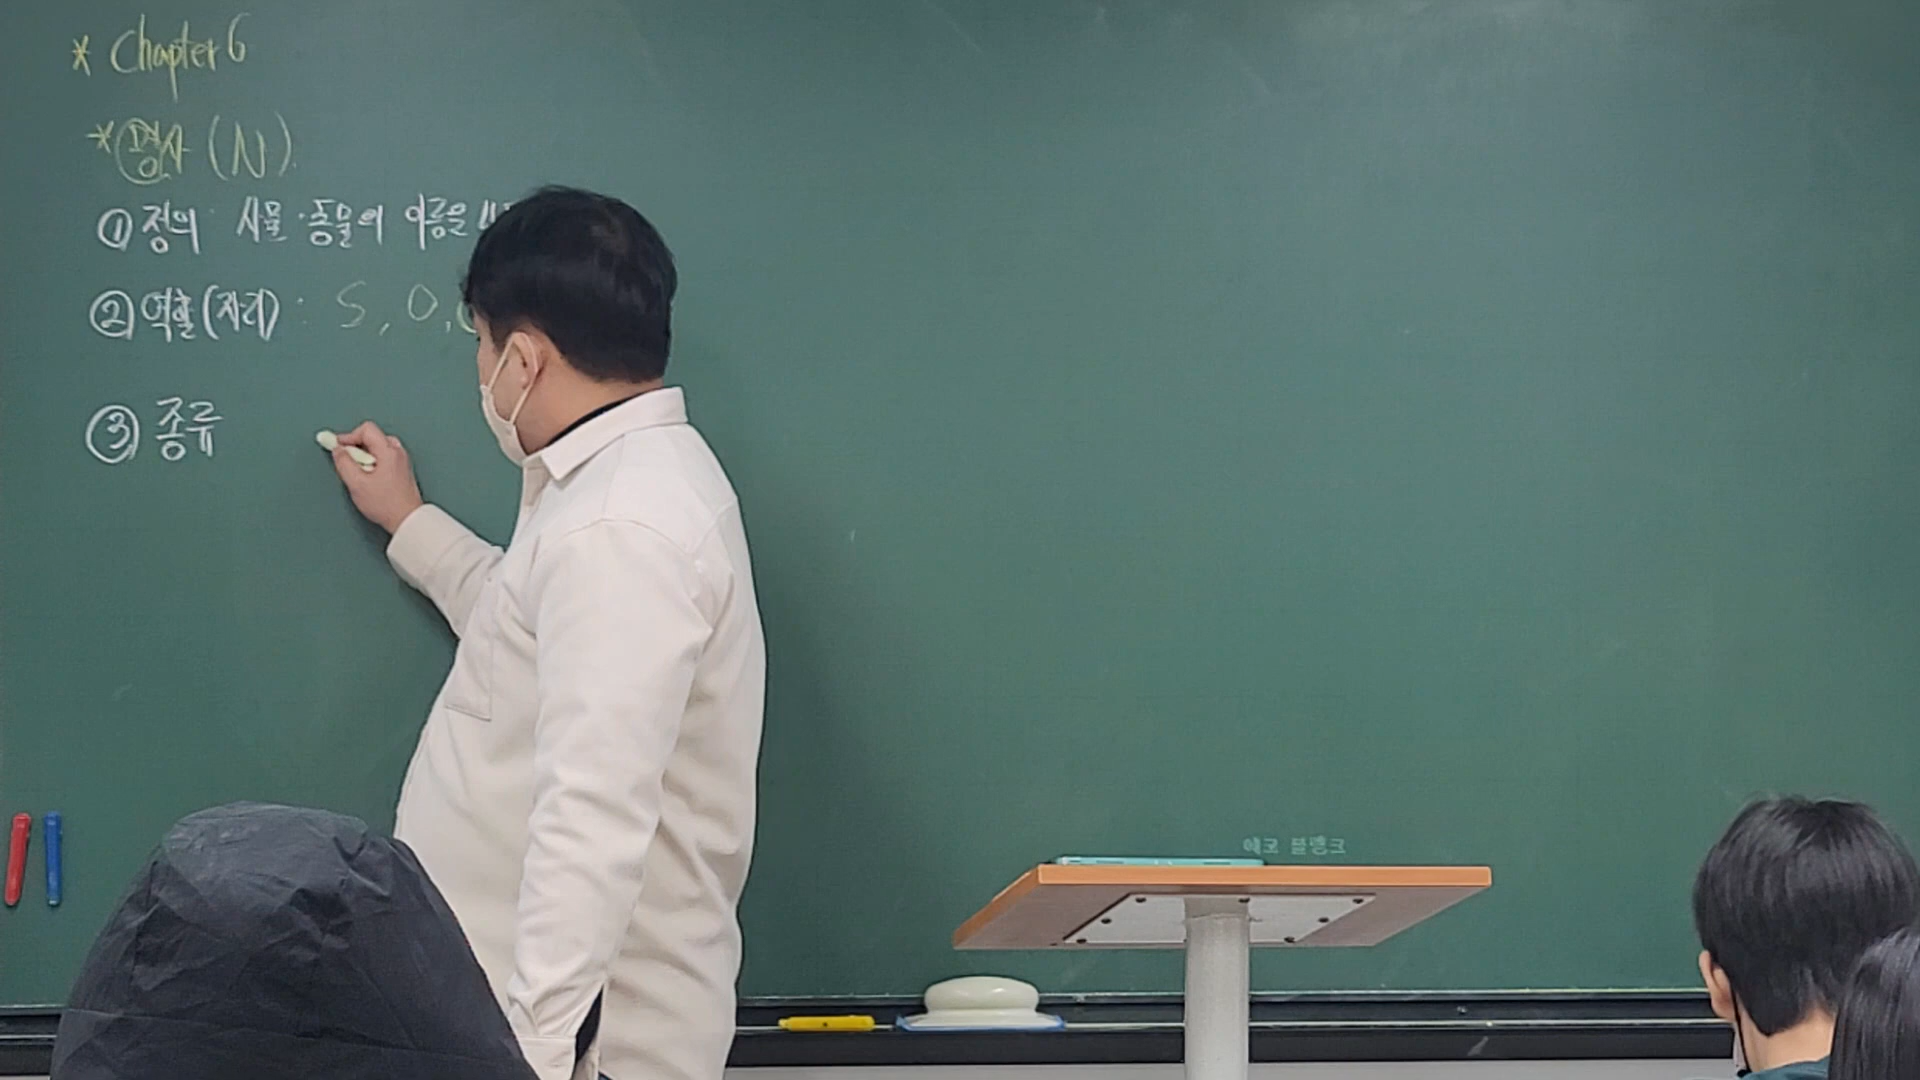 * Chapter 6
* 명사 (N).
① 정의 사물·동물의 이름을
② 역할(자리) : S, O,
③ 종류
에코 블랭크